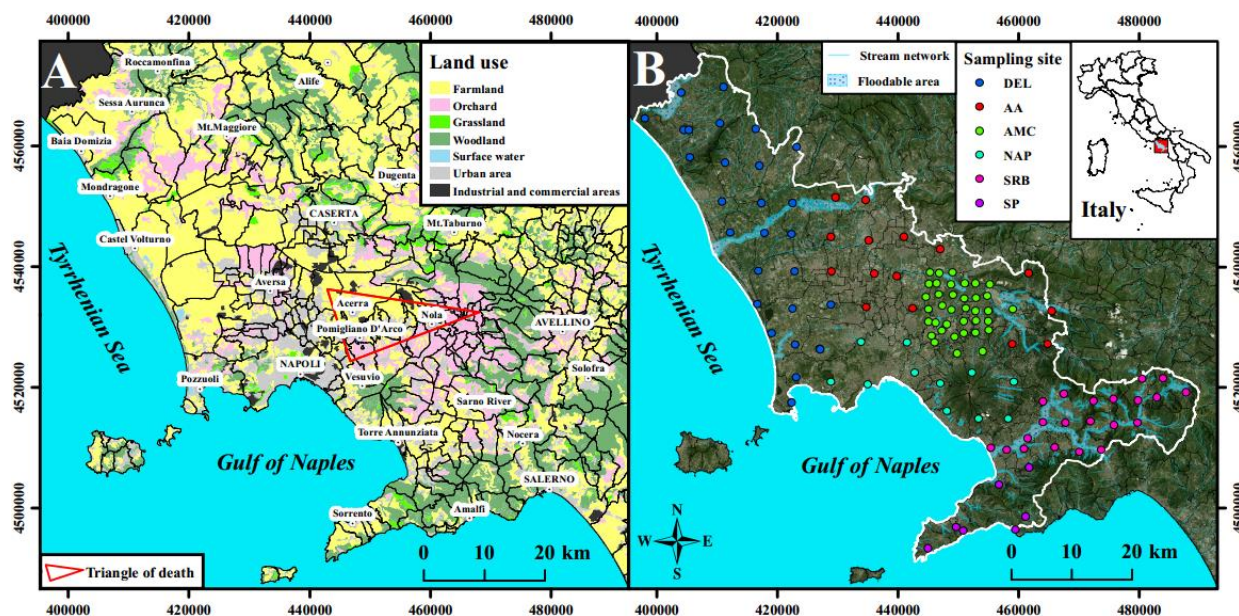 400000 420000 440000 460000 480000
400000 420000 440000 460000 480000
A
Land use
Farmland
Orchard
Grassland
Woodland
Surface water
Urban area
Industrial and commercial areas
Roccamonfina
Alife
Sessa Aurunca
Mt.Maggiore
Baia Domizia
Dugenta
Mondragone
CASERTA
Mt.Taburno
Castel Volturno
Aversa
Acerra
Nola
Pomigliano D'Arco
AVELLINO
NAPOLI
Vesuvio
Solofra
Pozzuoli
Sarno River
Torre Annunziata
Nocera
SALERNO
Sorrento
Amalfi
Tyrrhenian Sea
Gulf of Naples
Triangle of death
0 10 20 km
4560000
4540000
4520000
4500000
400000 420000 440000 460000 480000
B
Stream network
Floodable area
Sampling site
DEL
AA
AMC
NAP
SRB
SP
Italy
Tyrrhenian Sea
Gulf of Naples
N
W E
S
0 10 20 km
4560000
4540000
4520000
4500000
400000 420000 440000 460000 480000